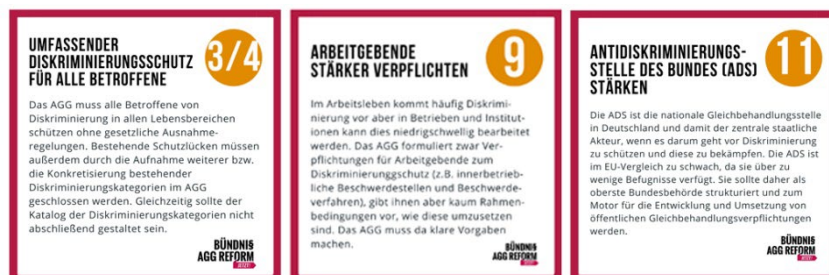 UMFASSENDER
DISKRIMINIERUNGSSCHUTZ
FÜR ALLE BETROFFENE
3/4
Das AGG muss alle Betroffene von
Diskriminierung in allen Lebensbereichen
schützen ohne gesetzliche Ausnahme-
regelungen. Bestehende Schutzlücken müssen
außerdem durch die Aufnahme weiterer bzw.
die Konkretisierung bestehender
Diskriminierungskategorien im AGG
geschlossen werden. Gleichzeitig sollte der
Katalog der Diskriminierungskategorien nicht
abschließend gestaltet sein.
BÜNDNIS
AGG REFORM
JETZT!
ARBEITGEBENDE
STÄRKER VERPFLICHTEN
9
Im Arbeitsleben kommt häufig Diskrimi-
nierung vor aber in Betrieben und Institut-
ionen kann dies niedrigschwellig bearbeitet
werden. Das AGG formuliert zwar Ver-
pflichtungen für Arbeitgebende zum
Diskriminierungsschutz (z.B. innerbetrieb-
liche Beschwerdestellen und Beschwerde-
verfahren), gibt ihnen aber kaum Rahmen-
bedingungen vor, wie diese umzusetzen
sind. Das AGG muss da klare Vorgaben
machen.
BÜNDNIS
AGG REFORM
JETZT!
ANTIDISKRIMINIERUNGS-
STELLE DES BUNDES (ADS)
STÄRKEN
11
Die ADS ist die nationale Gleichbehandlungsstelle
in Deutschland und damit der zentrale staatliche
Akteur, wenn es darum geht vor Diskriminierung
zu schützen und diese zu bekämpfen. Die ADS ist
im EU-Vergleich zu schwach, da sie über zu
wenige Befugnisse verfügt. Sie sollte daher als
oberste Bundesbehörde strukturiert und zum
Motor für die Entwicklung und Umsetzung von
öffentlichen Gleichbehandlungsverpflichtungen
werden.
BÜNDNIS
AGG REFORM
JETZT!